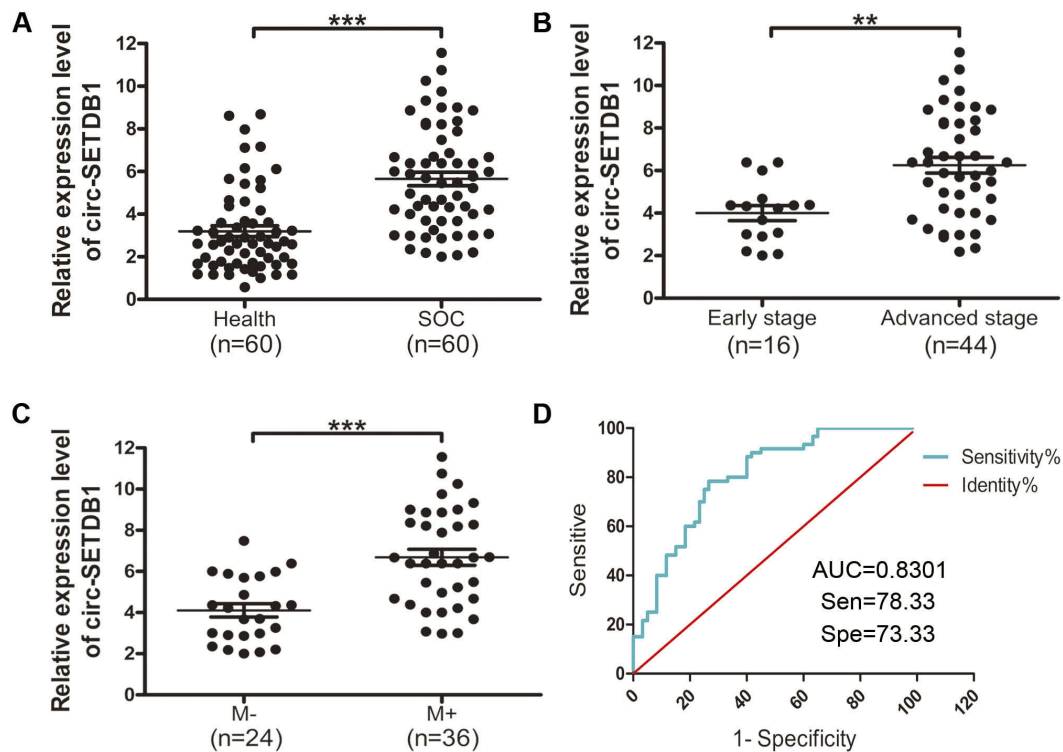 A
***
Relative expression level
of circ-SETDB1
12
10
8
6
4
2
0
Health
(n=60)
SOC
(n=60)
B
**
Relative expression level
of circ-SETDB1
12
10
8
6
4
2
0
Early stage
(n=16)
Advanced stage
(n=44)
C
***
Relative expression level
of circ-SETDB1
12
10
8
6
4
2
0
M-
(n=24)
M+
(n=36)
D
Sensitive
100
80
60
40
20
0
Sensitivity%
Identity%
AUC=0.8301
Sen=78.33
Spe=73.33
0
20
40
60
80
100
1- Specificity